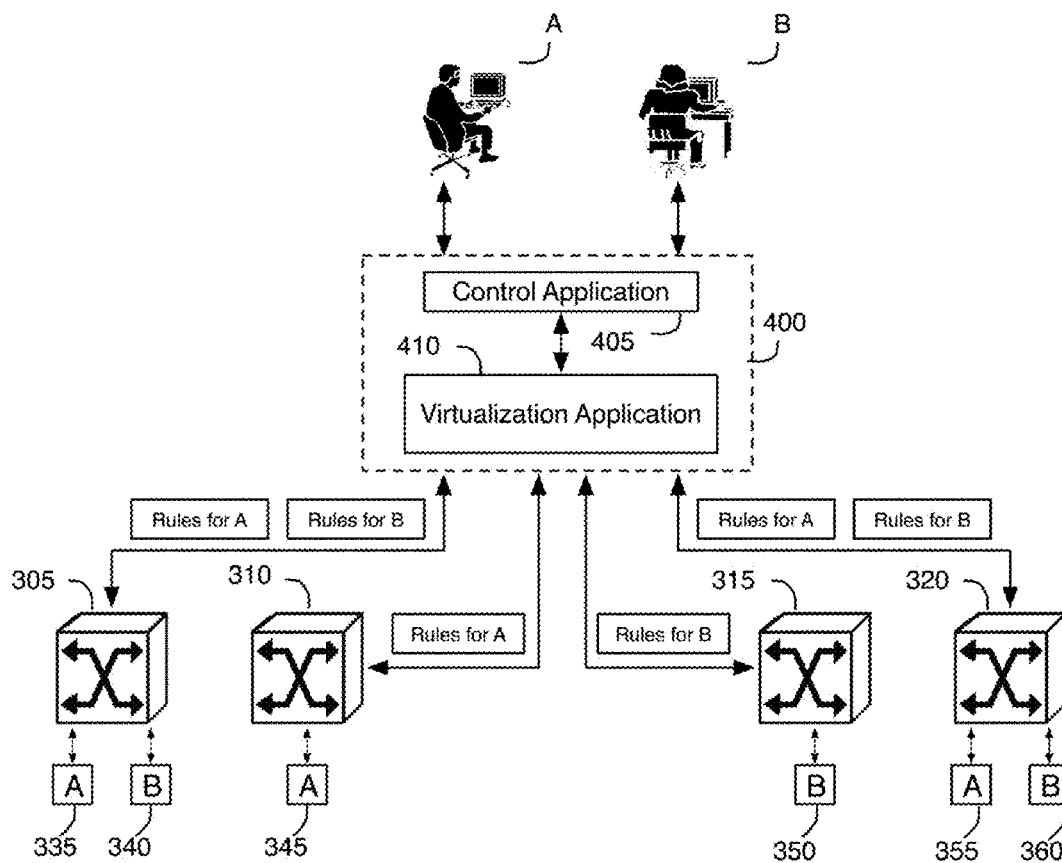 A
B
Control Application
400
410
405
Virtualization Application
Rules for A
Rules for B
Rules for A
Rules for B
305
310
315
320
Rules for A
Rules for B
A
B
A
B
A
B
335
340
345
350
355
360